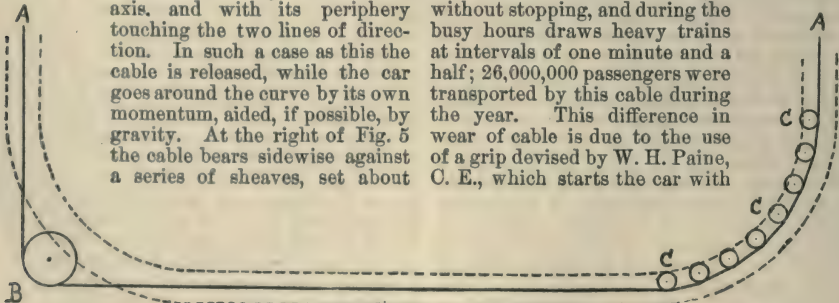 A
axis. and with its periphery
touching the two lines of direc-
tion. In such a case as this the
cable is released, while the car
goes around the curve by its own
momentum, aided, if possible, by
gravity. At the right of Fig. 5
the cable bears sidewise against
a series of sheaves, set about
without stopping, and during the
busy hours draws heavy trains
at intervals of one minute and a
half; 26,000,000 passengers were
transported by this cable during
the year. This difference in
wear of cable is due to the use
of a grip devised by W. H. Paine,
C. E., which starts the car with
A
C
C
C
B